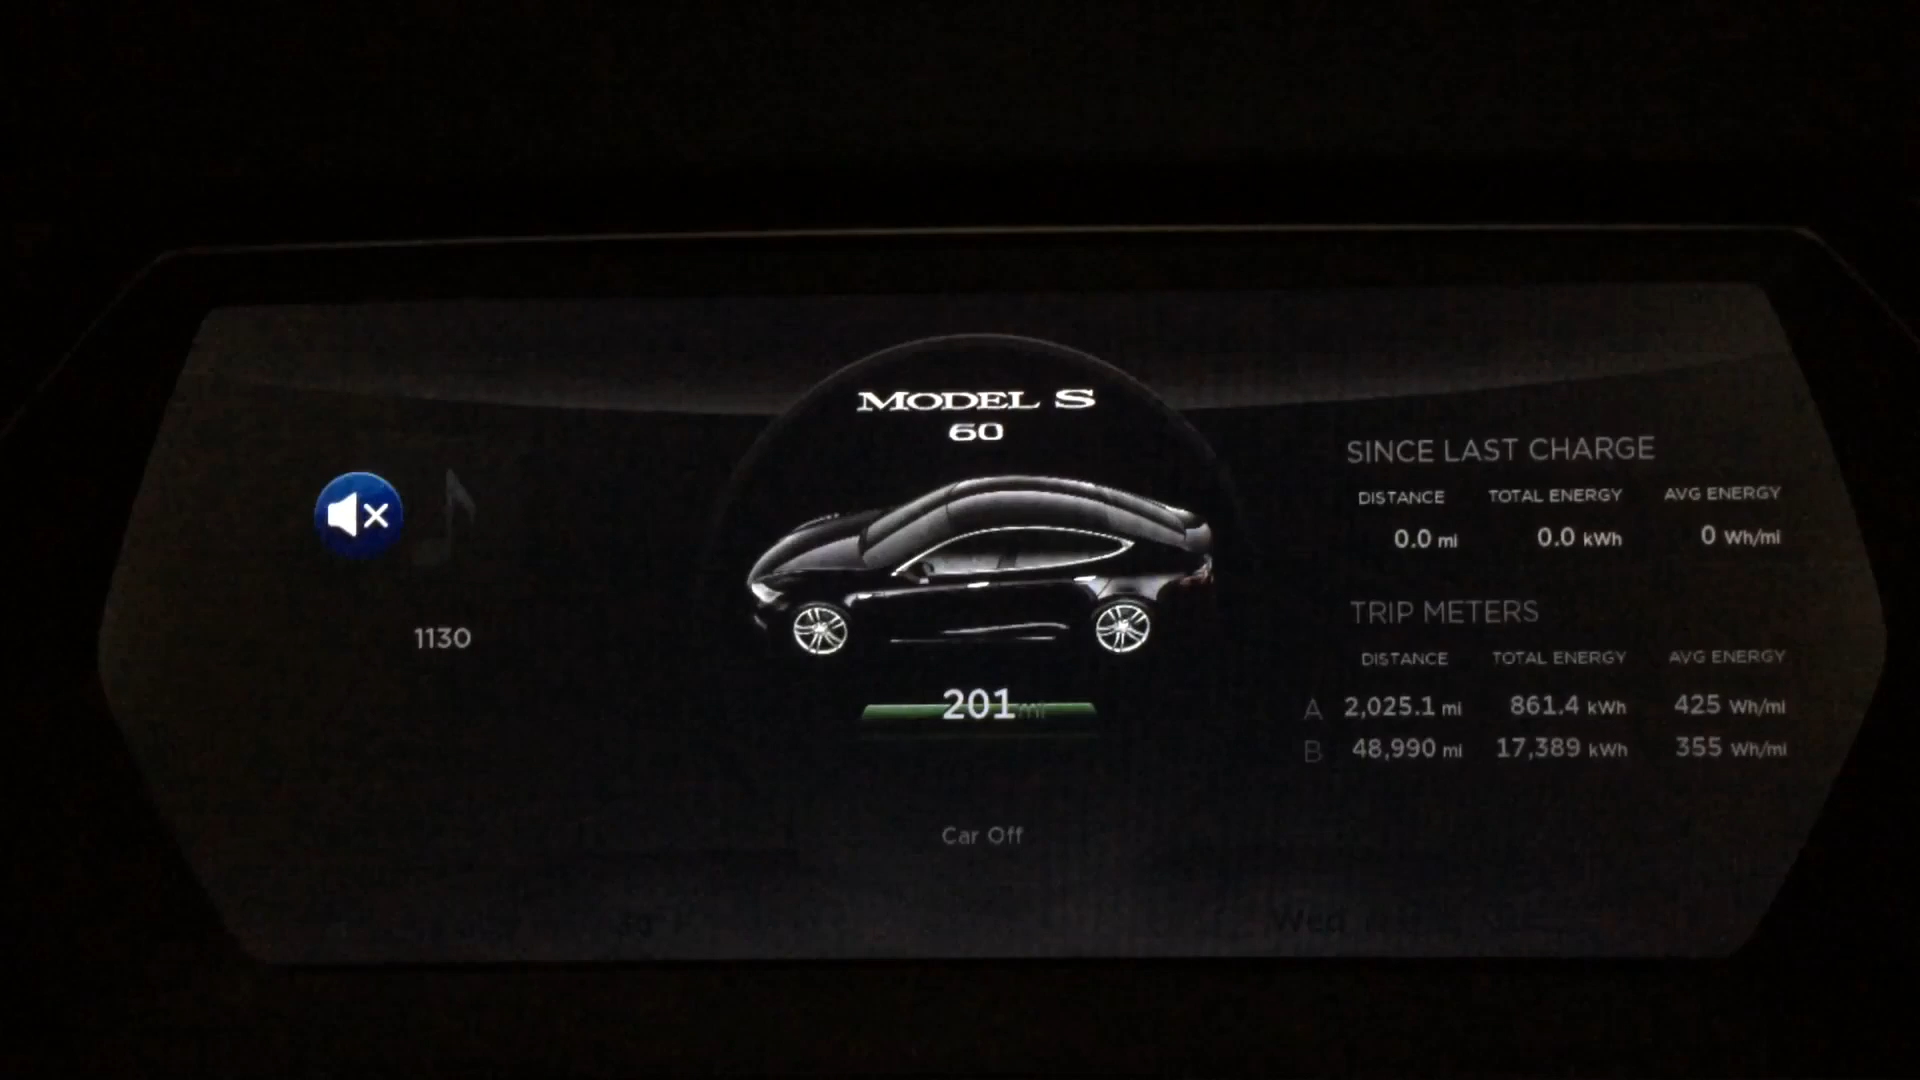 MODEL S
60
1130
201 mi
Car Off
SINCE LAST CHARGE
DISTANCE TOTAL ENERGY AVG ENERGY
0.0 mi 0.0 kWh 0 Wh/mi
TRIP METERS
DISTANCE TOTAL ENERGY AVG ENERGY
A 2,025.1 mi 861.4 kWh 425 Wh/mi
B 48,990 mi 17,389 kWh 355 Wh/mi
Wed